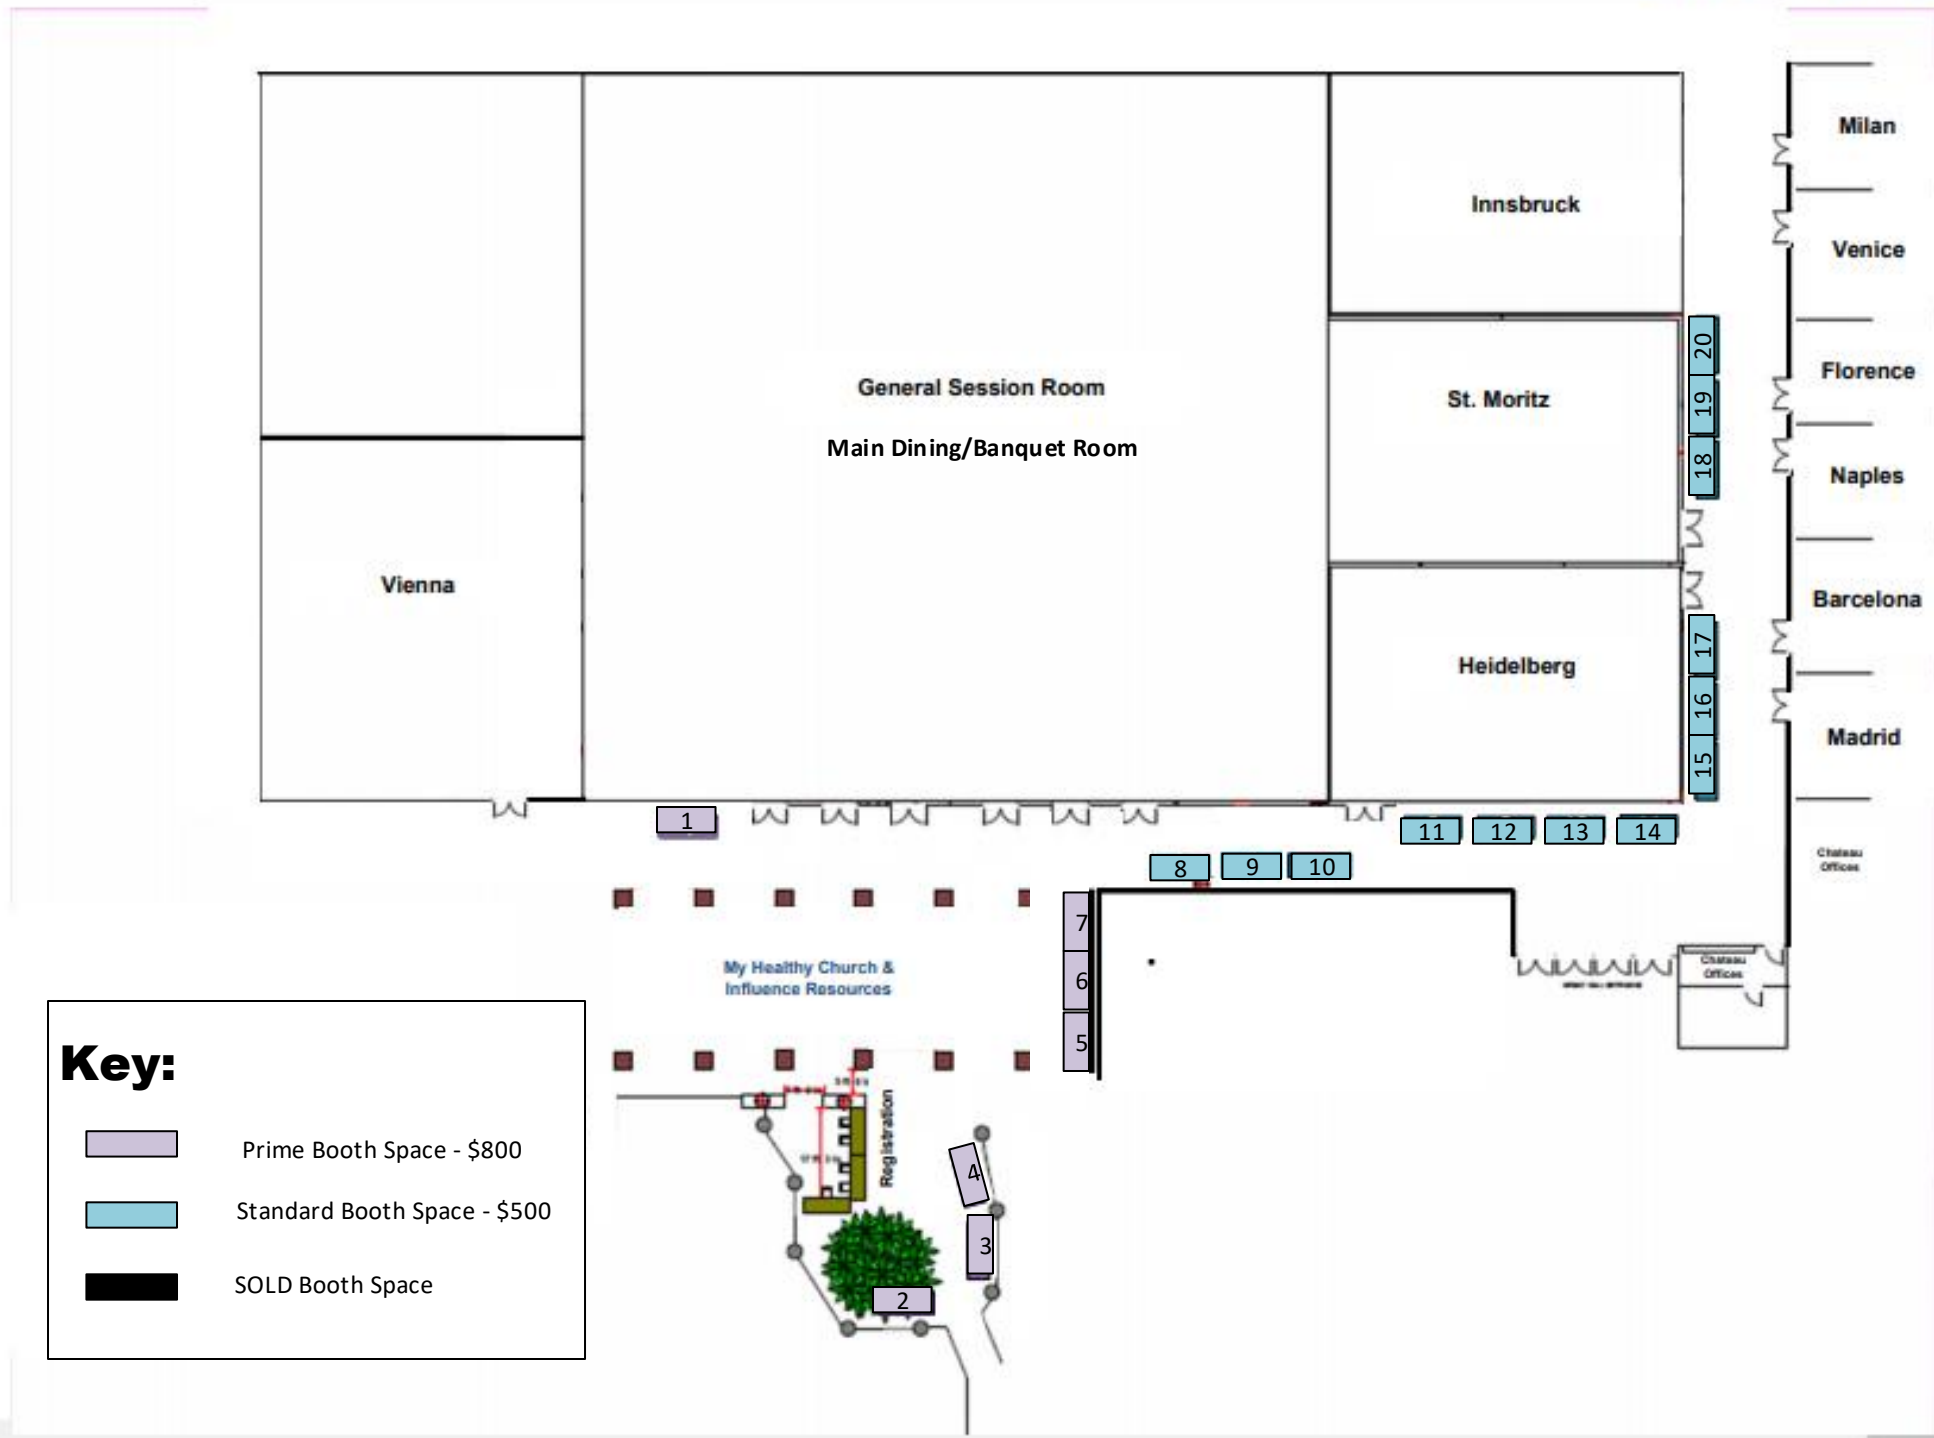 Milan
Innsbruck
Venice
20
Florence
General Session Room
St. Moritz
19
Main Dining/Banquet Room
18
Naples
Vienna
Barcelona
17
Heidelberg
16
Madrid
15
1
11
12
13
14
8
9
10
Chateau
Offices
7
My Healthy Church &
Influence Resources
6
Chateau
Offices
5
Key:
Registration
Prime Booth Space - $800
4
Standard Booth Space - $500
3
SOLD Booth Space
2